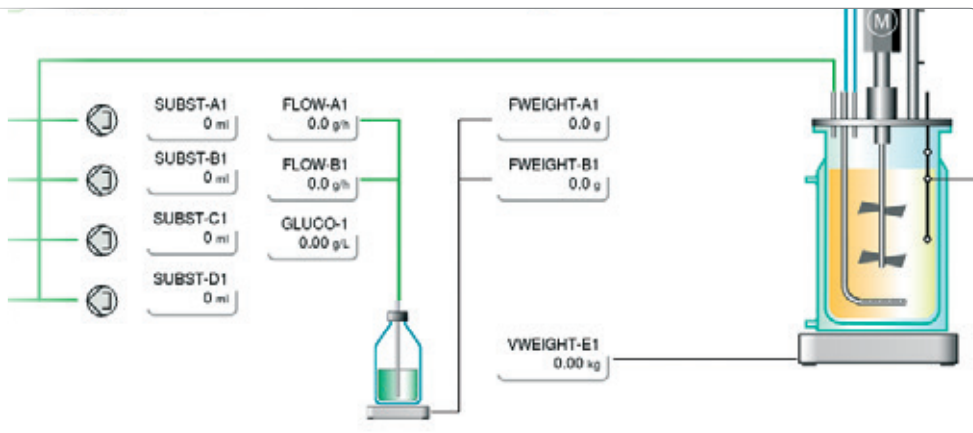 M
SUBST-A1
0 ml
FLOW-A1
0.0 g/h
FWEIGHT-A1
0.0 g
SUBST-B1
0 ml
FLOW-B1
0.0 g/h
FWEIGHT-B1
0.0 g
SUBST-C1
0 ml
GLUCO-1
0.00 g/L
SUBST-D1
0 ml
VWEIGHT-E1
0.00 kg